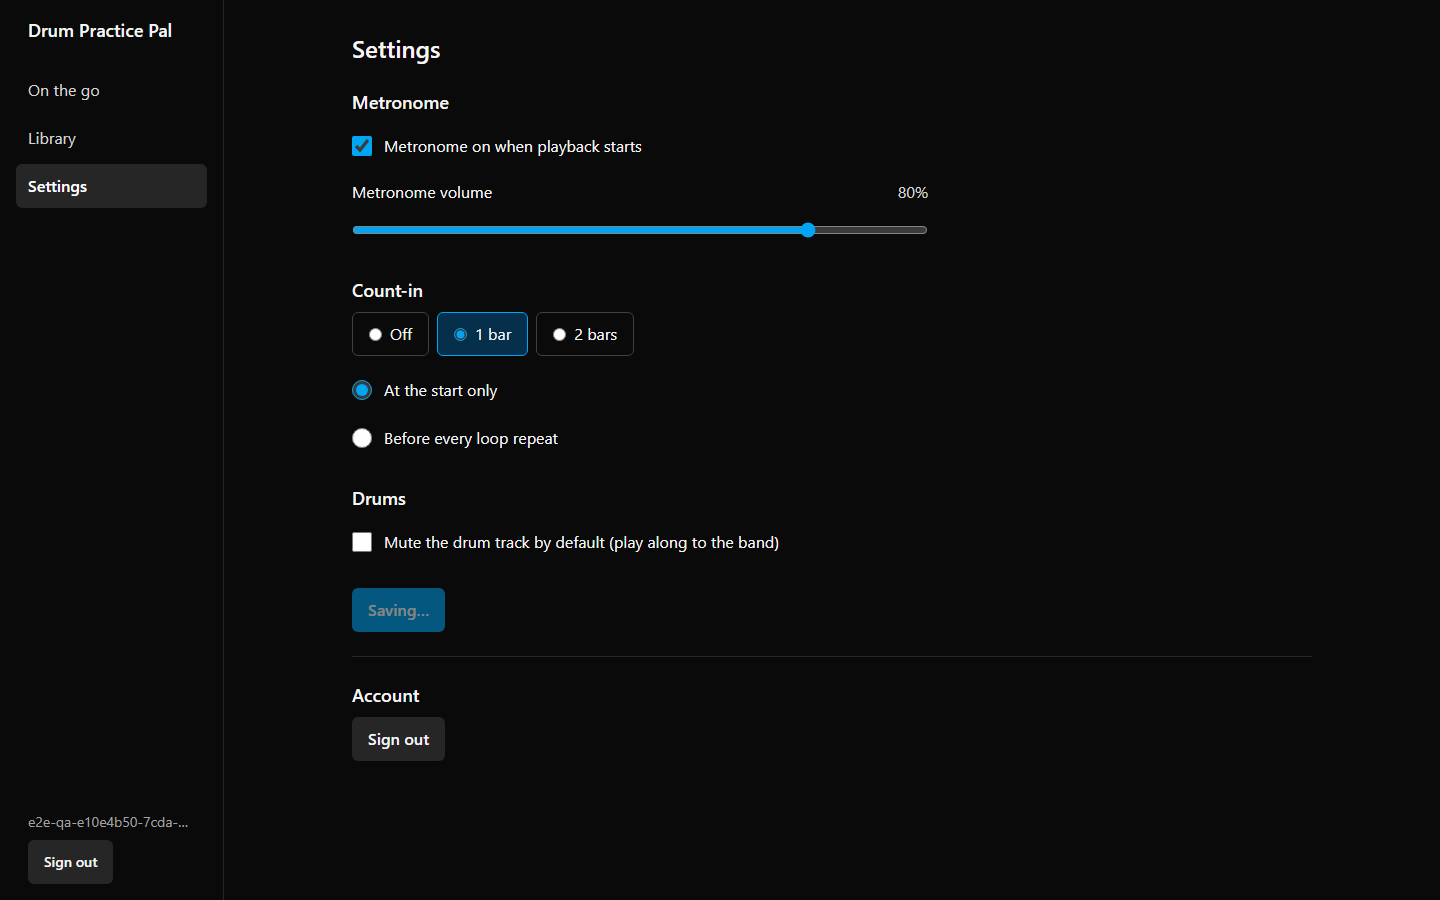 Drum Practice Pal
On the go
Library
Settings
e2e-qa-e10e4b50-7cda-...
Sign out
Settings
Metronome
Metronome on when playback starts
Metronome volume 80%
Count-in
Off 1 bar 2 bars
At the start only
Before every loop repeat
Drums
Mute the drum track by default (play along to the band)
Saving...
Account
Sign out